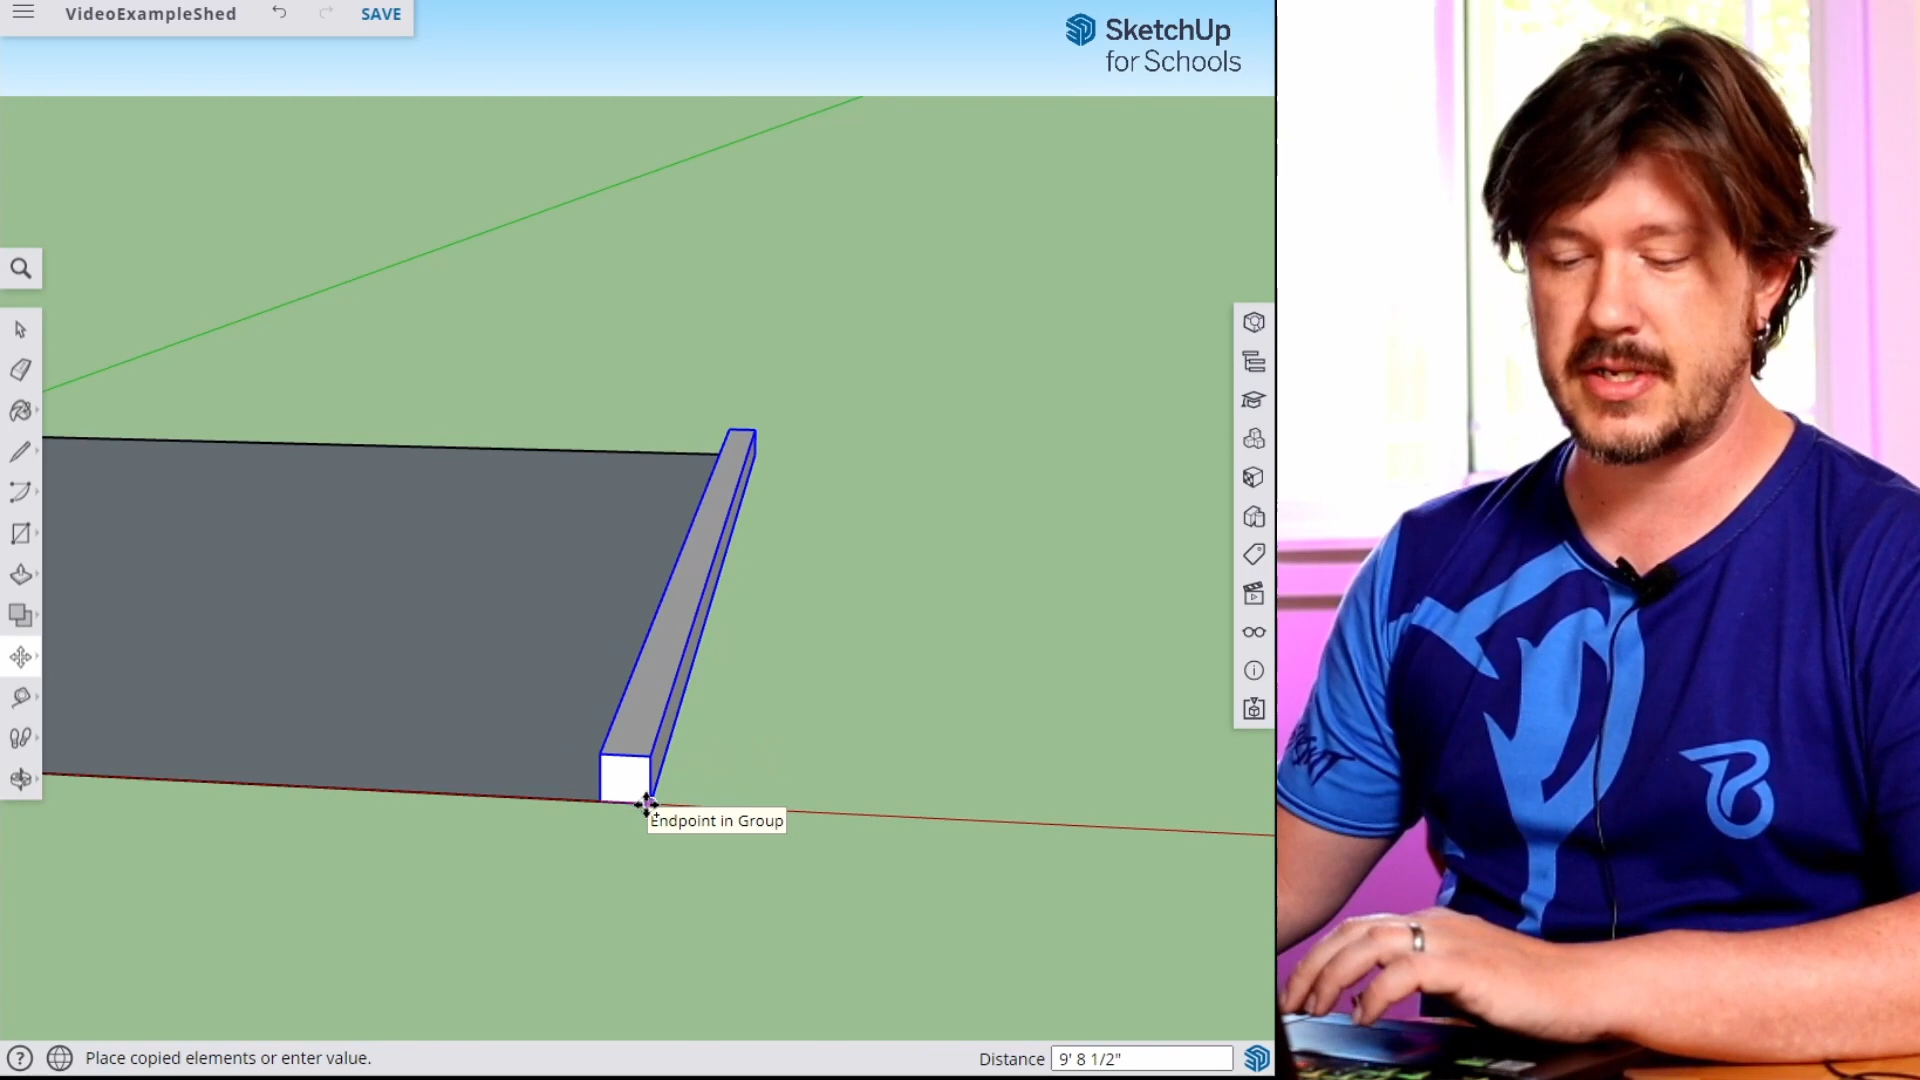 VideoExampleShed
SAVE
SketchUp
for Schools
Endpoint in Group
Place copied elements or enter value.
Distance 9' 8 1/2"